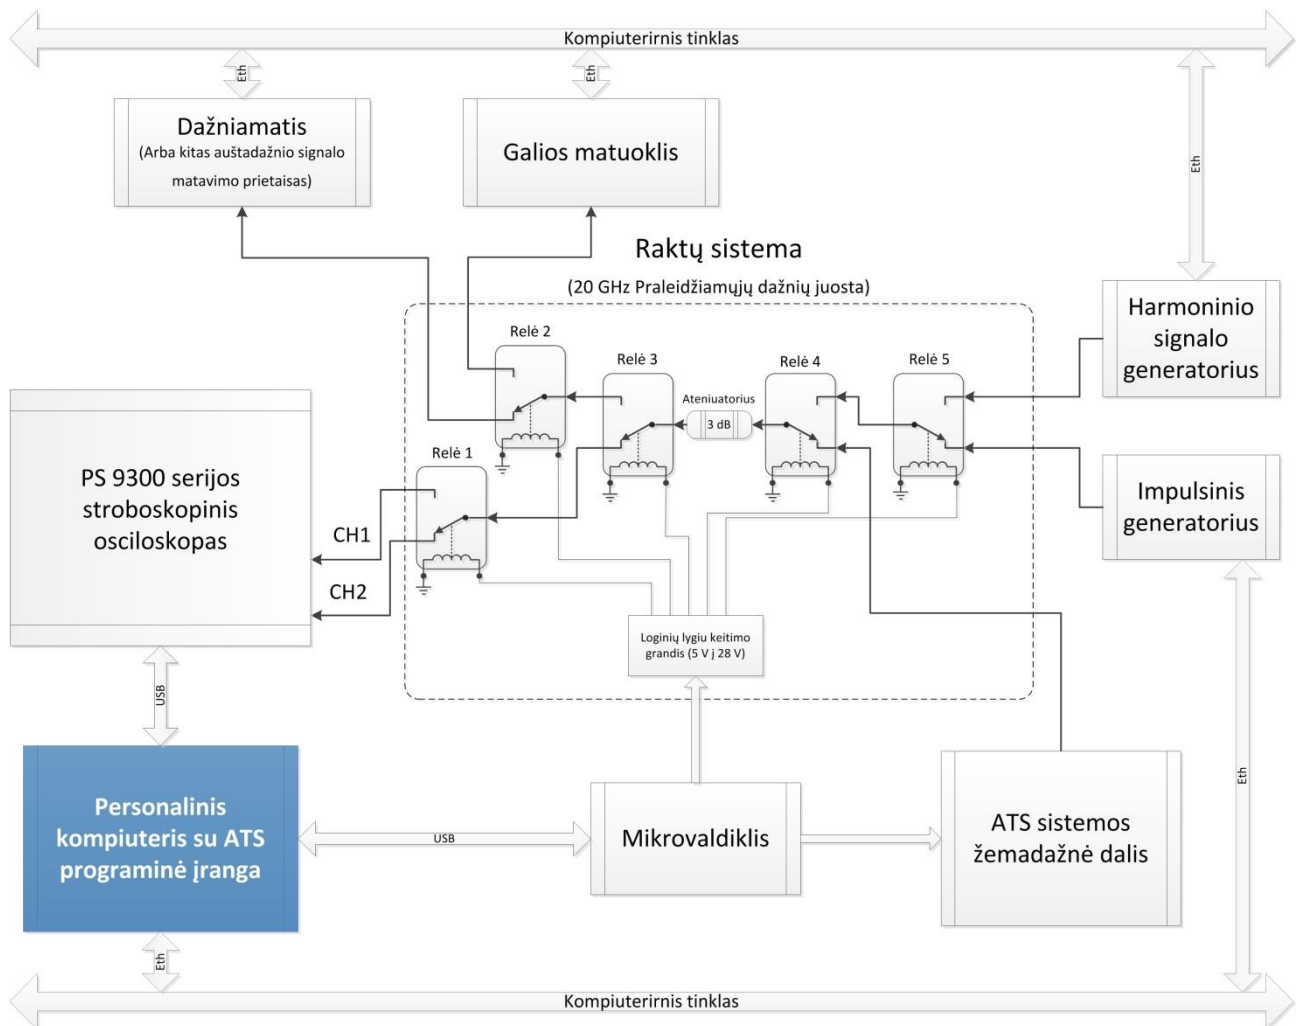 Kompiuterirnis tinklas
Eth
Eth
Eth
Dažniamatis
(Arba kitas auštadažnio signalo
matavimo prietaisas)
Galios matuoklis
Raktų sistema
(20 GHz Praleidžiamųjų dažnių juosta)
Harmoninio
signalo
generatorius
Relė 2
Relė 3
Relė 4
Relė 5
Ateniuatorius
3 dB
Relė 1
PS 9300 serijos
stroboskopinis
osciloskopas
CH1
CH2
Impulsinis
generatorius
Loginių lygiu keitimo
grandis (5 V į 28 V)
USB
Eth
Personalinis
kompiuteris su ATS
programinė įranga
USB
Mikrovaldiklis
ATS sistemos
žemadažnė dalis
Eth
Kompiuterirnis tinklas